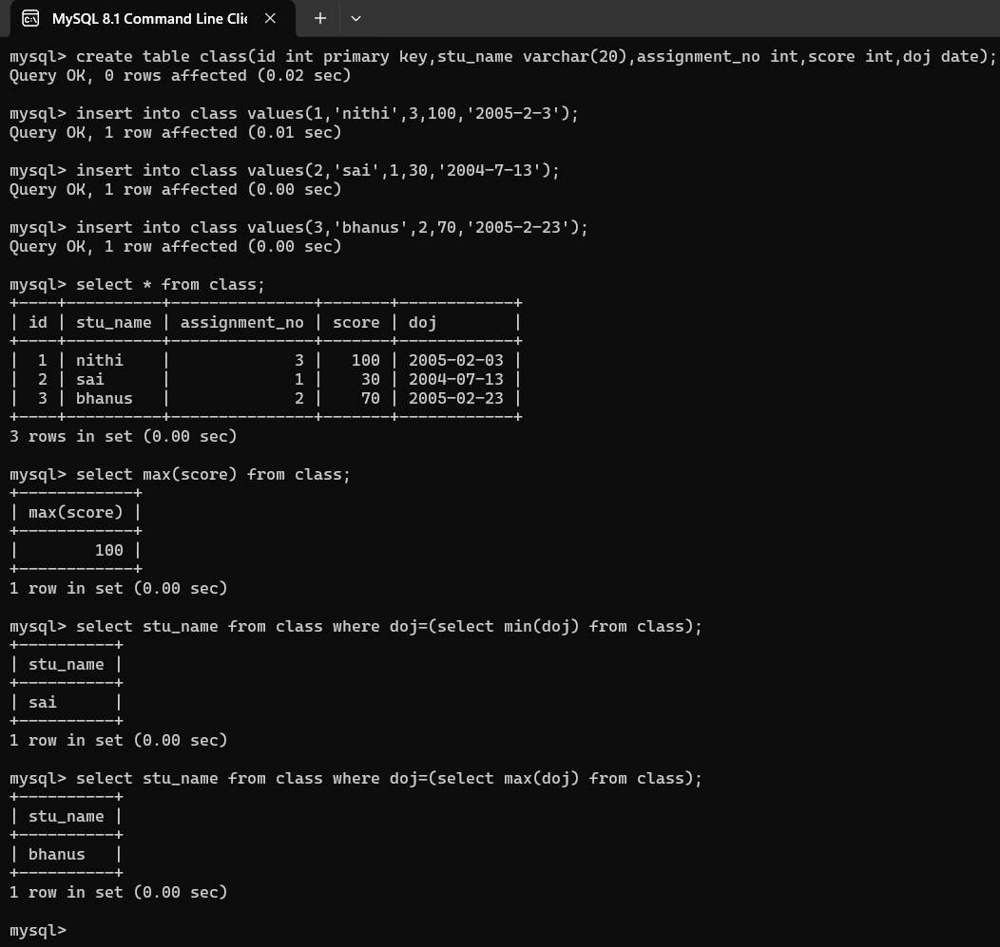 MySQL 8.1 Command Line Clie
mysql> create table class(id int primary key,stu_name varchar(20),assignment_no int,score int,doj date);
Query OK, 0 rows affected (0.02 sec)
mysql> insert into class values(1,'nithi',3,100,'2005-2-3');
Query OK, 1 row affected (0.01 sec)
mysql> insert into class values(2,'sai',1,30,'2004-7-13');
Query OK, 1 row affected (0.00 sec)
mysql> insert into class values(3,'bhanus',2,70,'2005-2-23');
Query OK, 1 row affected (0.00 sec)
mysql> select * from class;
+----+----------+---------------+-------+------------+
| id | stu_name | assignment_no | score | doj        |
+----+----------+---------------+-------+------------+
|  1 | nithi    |             3 |   100 | 2005-02-03 |
|  2 | sai      |             1 |    30 | 2004-07-13 |
|  3 | bhanus   |             2 |    70 | 2005-02-23 |
+----+----------+---------------+-------+------------+
3 rows in set (0.00 sec)
mysql> select max(score) from class;
+------------+
| max(score) |
+------------+
|        100 |
+------------+
1 row in set (0.00 sec)
mysql> select stu_name from class where doj=(select min(doj) from class);
+----------+
| stu_name |
+----------+
| sai      |
+----------+
1 row in set (0.00 sec)
mysql> select stu_name from class where doj=(select max(doj) from class);
+----------+
| stu_name |
+----------+
| bhanus   |
+----------+
1 row in set (0.00 sec)
mysql>